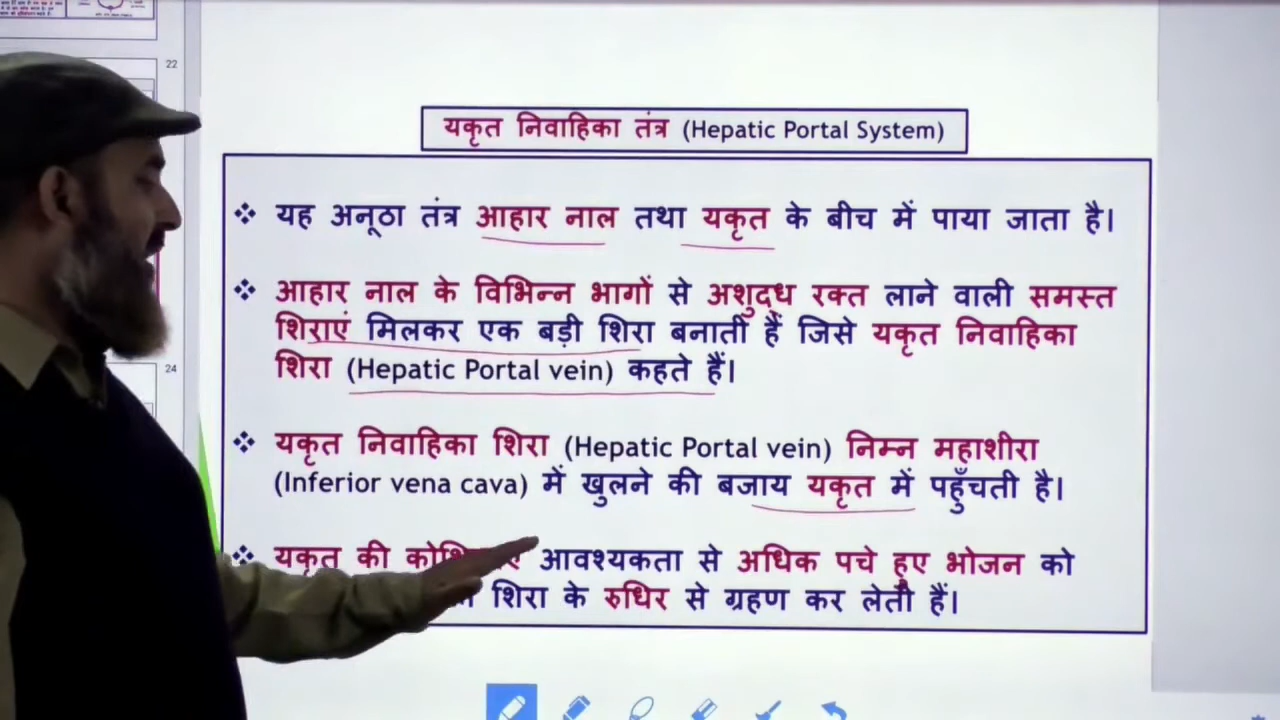 22
यकृत निवाहिका तंत्र (Hepatic Portal System)
❖ यह अनूठा तंत्र आहार नाल तथा यकृत के बीच में पाया जाता है।
❖ आहार नाल के विभिन्न भागों से अशुद्ध रक्त लाने वाली समस्त
शिराएं मिलकर एक बड़ी शिरा बनाती हैं जिसे यकृत निवाहिका
शिरा (Hepatic Portal vein) कहते हैं।
24
❖ यकृत निवाहिका शिरा (Hepatic Portal vein) निम्न महाशीरा
(Inferior vena cava) में खुलने की बजाय यकृत में पहुँचती है।
❖ यकृत की आवश्यकता से अधिक पचे हुए भोजन को
शिरा के रुधिर से ग्रहण कर लेती हैं।